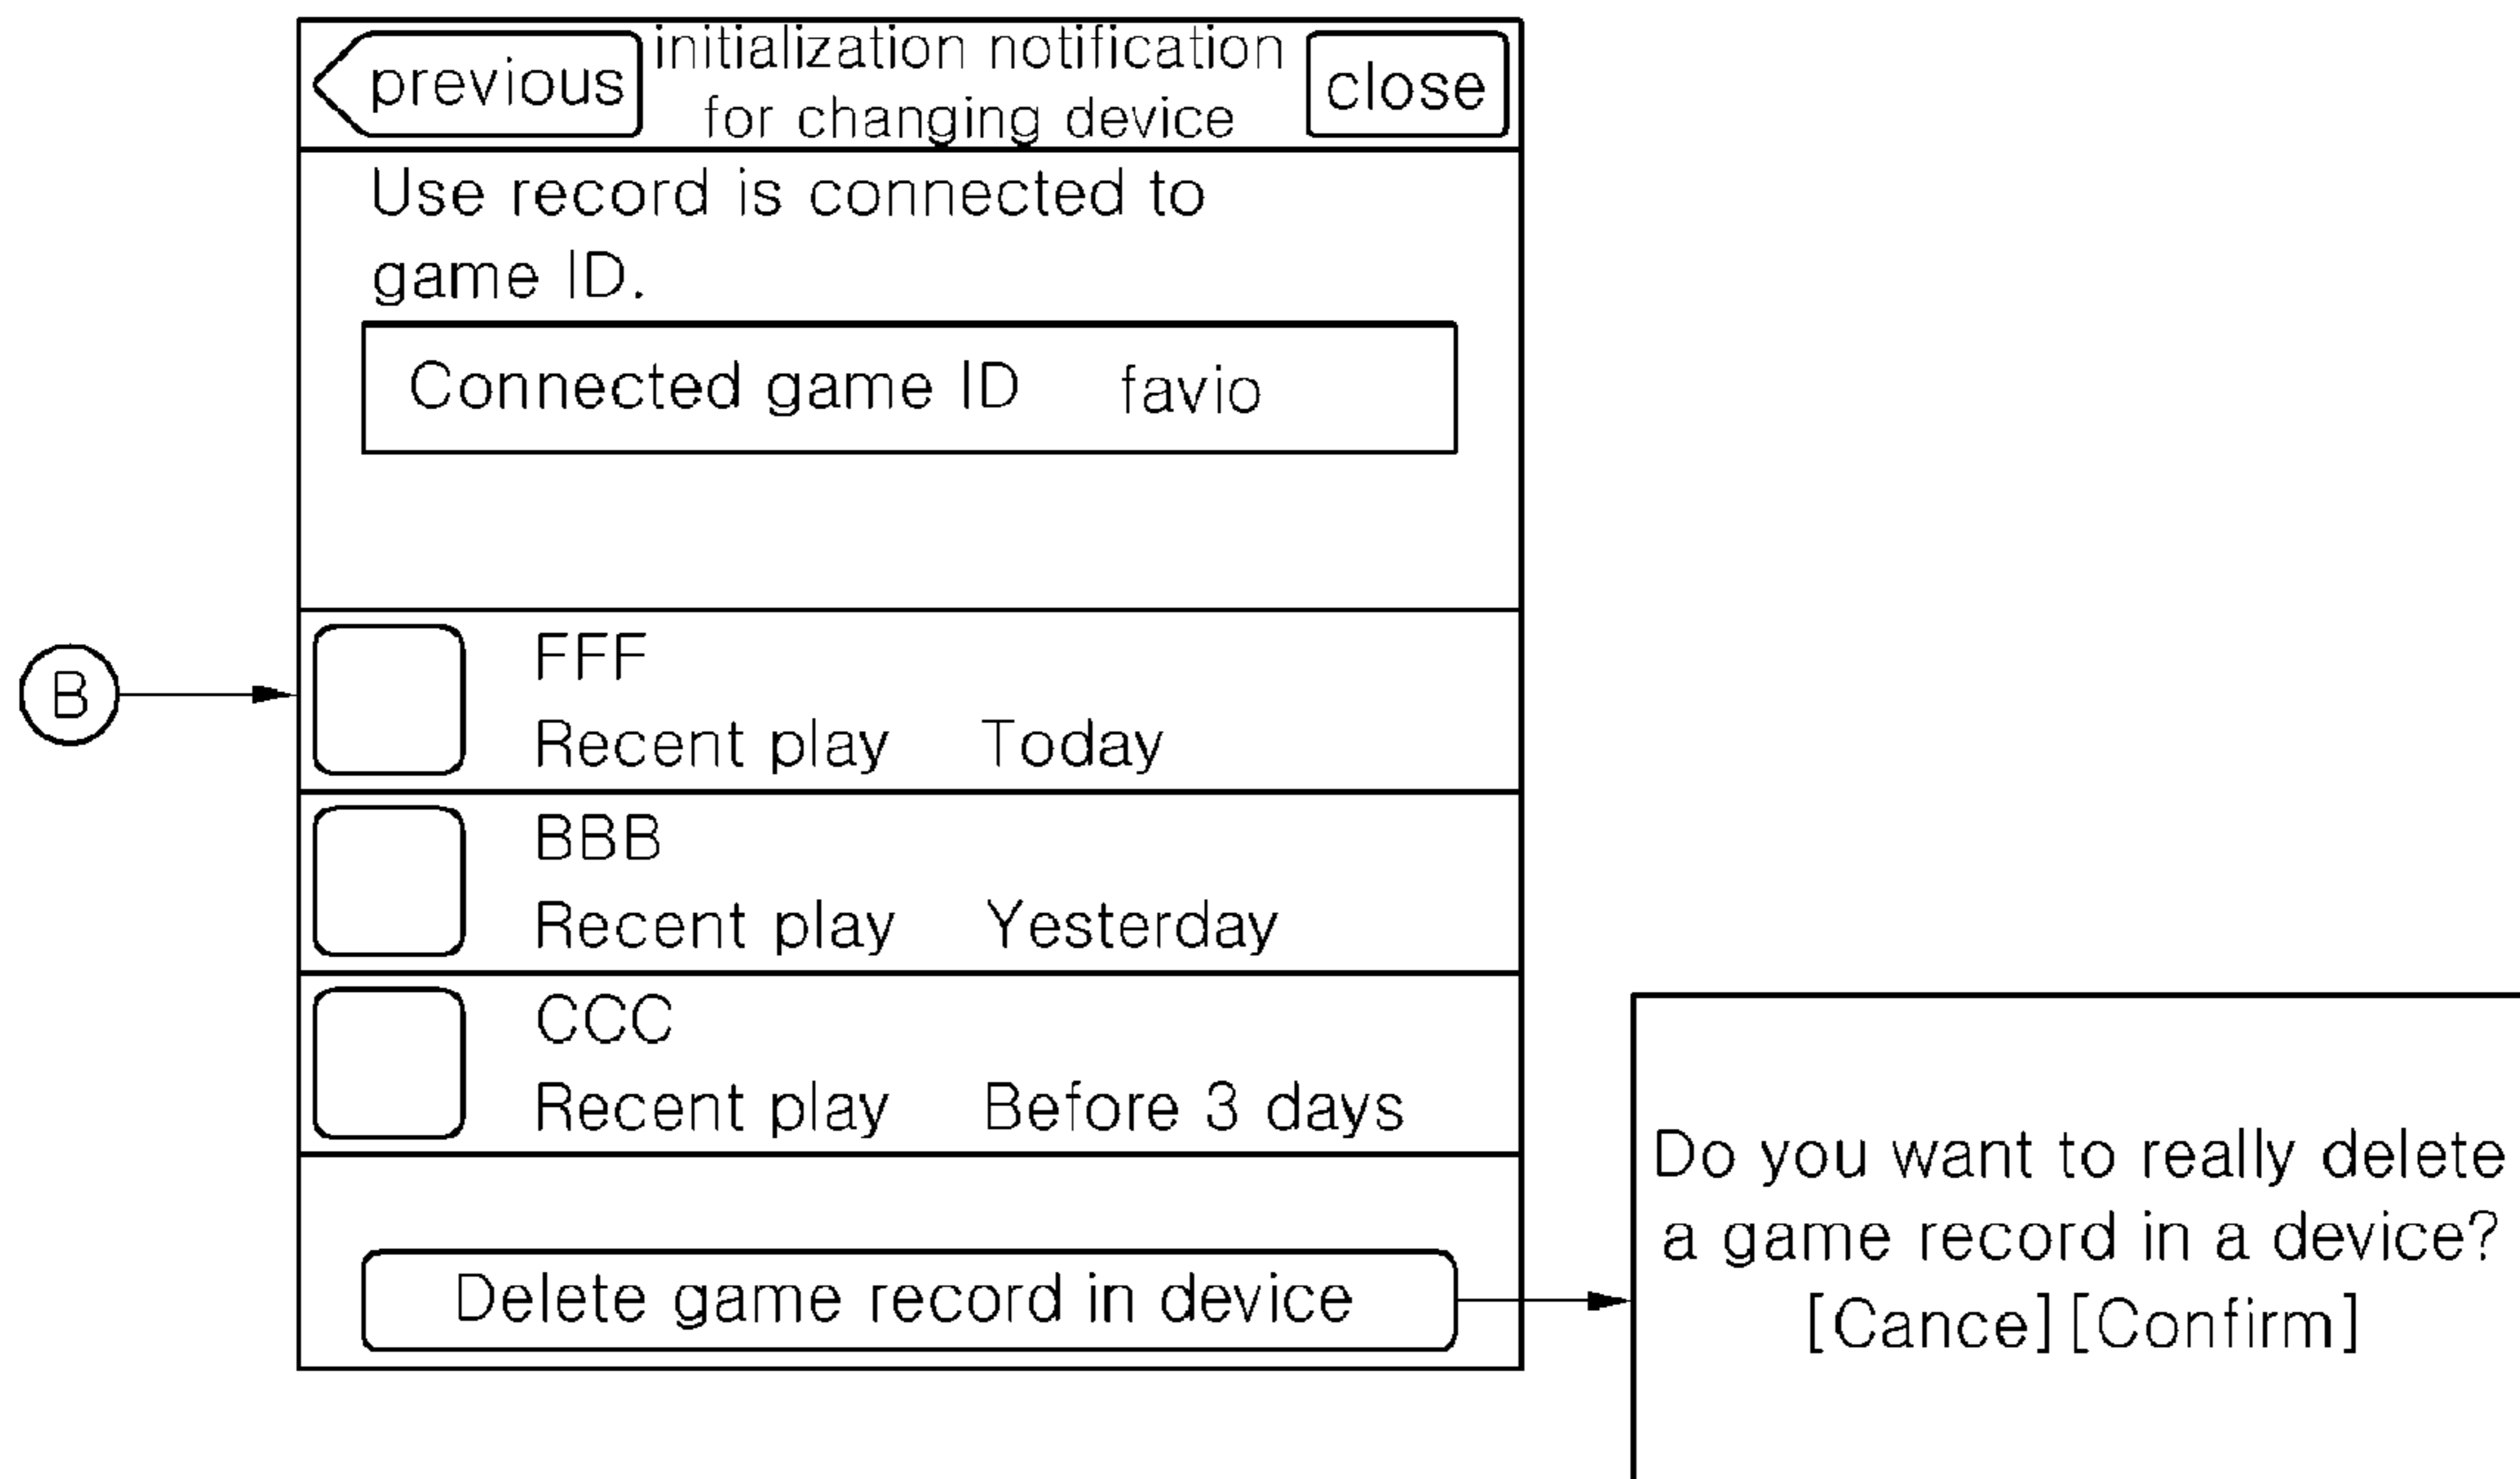 previous
initialization notification
for changing device
close
Use record is connected to
game ID.
Connected game ID favio
B
FFF
Recent play Today
BBB
Recent play Yesterday
CCC
Recent play Before 3 days
Delete game record in device
Do you want to really delete
a game record in a device?
[Cance] [Confirm]